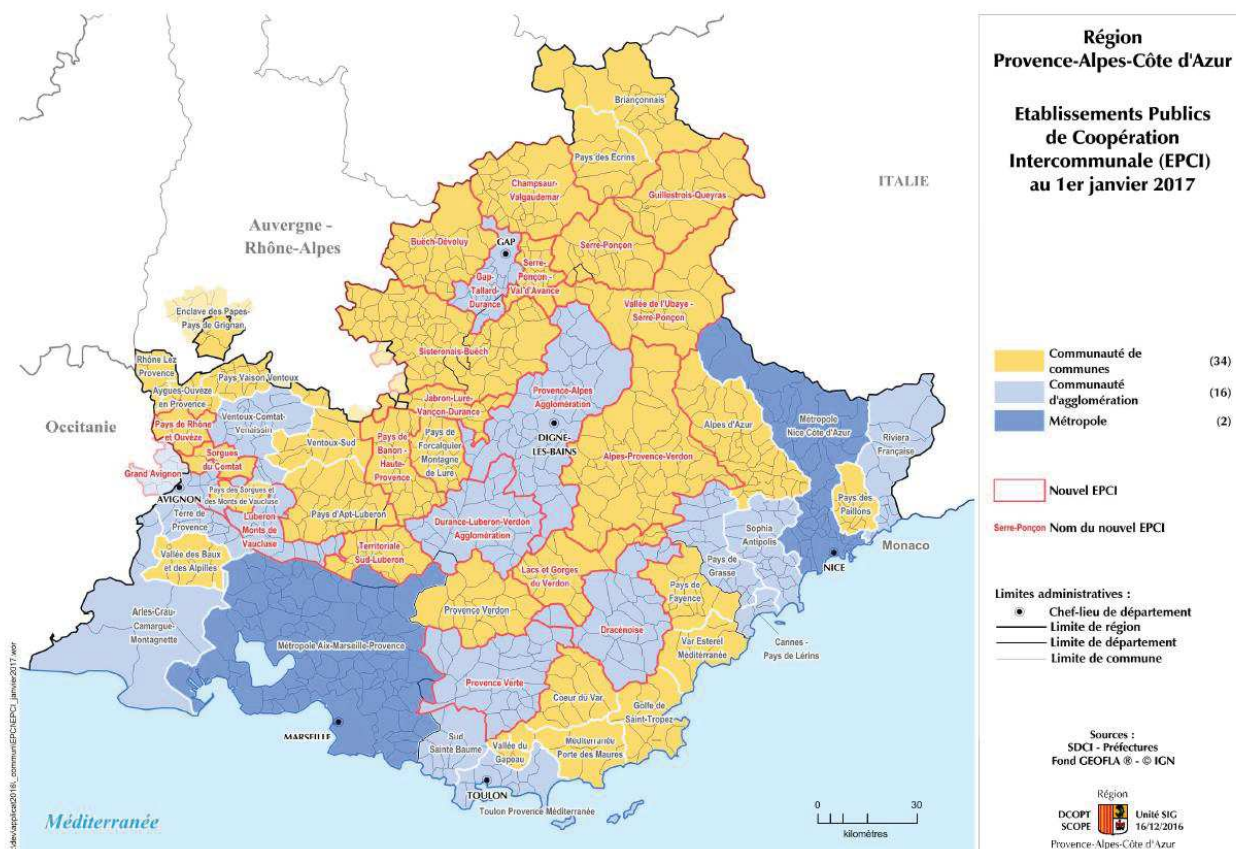 Région
Provence-Alpes-Côte d'Azur
Etablissements Publics
de Coopération
Intercommunale (EPCI)
au 1er janvier 2017
Communauté de
communes
(34)
Communauté
d'agglomération
(16)
Métropole
(2)
Nouvel EPCI
Serre-Ponçon
Nom du nouvel EPCI
Limites administratives :
Chef-lieu de département
Limite de région
Limite de département
Limite de commune
Sources :
SDCI - Préfectures
Fond GEOFLA ® - © IGN
Région
DCOPT
SCOPE
Unité SIG
16/12/2016
Provence-Alpes-Côte d'Azur
ITALIE
Auvergne -
Rhône-Alpes
Occitanie
Monaco
Méditerranée
Briançonnais
Pays des Ecrins
Champsaur-
Valgaudemar
Guillestrois-Queyras
Buëch-Dévoluy
GAP
Serre-Ponçon
Gap-
Tallard-
Durance
Serre-
Ponçon -
Val d'Avance
Vallée de l'Ubaye -
Serre-Ponçon
Enclave des Papes-
Pays de Grignan
Sisteronais-Buëch
Rhône Lez
Provence
Pays Vaison Ventoux
Aygues-Ouvèze
en Provence
Provence-Alpes
Agglomération
Jabron-Lure-
Vançon-Durance
Ventoux-Comtat-
Venaissin
Pays de Rhône
et Ouvèze
DIGNE-
LES-BAINS
Alpes d'Azur
Métropole
Nice Côte d'Azur
Riviera
Française
Ventoux-Sud
Pays de
Banon -
Haute-
Provence
Pays de
Forcalquier
Montagne
de Lure
Sorgues
du Comtat
Alpes-Provence-Verdon
Grand Avignon
AVIGNON
Pays des Sorgues et
des Monts de Vaucluse
Pays des
Paillons
Terre de
Provence
Luberon
Monts de
Vaucluse
Pays d'Apt-Luberon
Durance-Luberon-Verdon
Agglomération
Sophia
Antipolis
Vallée des Baux
et des Alpilles
Territoriale
Sud-Luberon
Lacs et Gorges
du Verdon
Pays de
Grasse
NICE
Pays de
Fayence
Arles-Crau-
Camargue-
Montagnette
Provence Verdon
Dracénoise
Métropole Aix-Marseille-Provence
Var Esterel
Méditerranée
Cannes -
Pays de Lérins
Provence Verte
Coeur du Var
Golfe de
Saint-Tropez
MARSEILLE
Sud
Sainte Baume
Vallée du
Gapeau
Méditerranée
Porte des Maures
TOULON
Toulon Provence Méditerranée
0
30
kilomètres